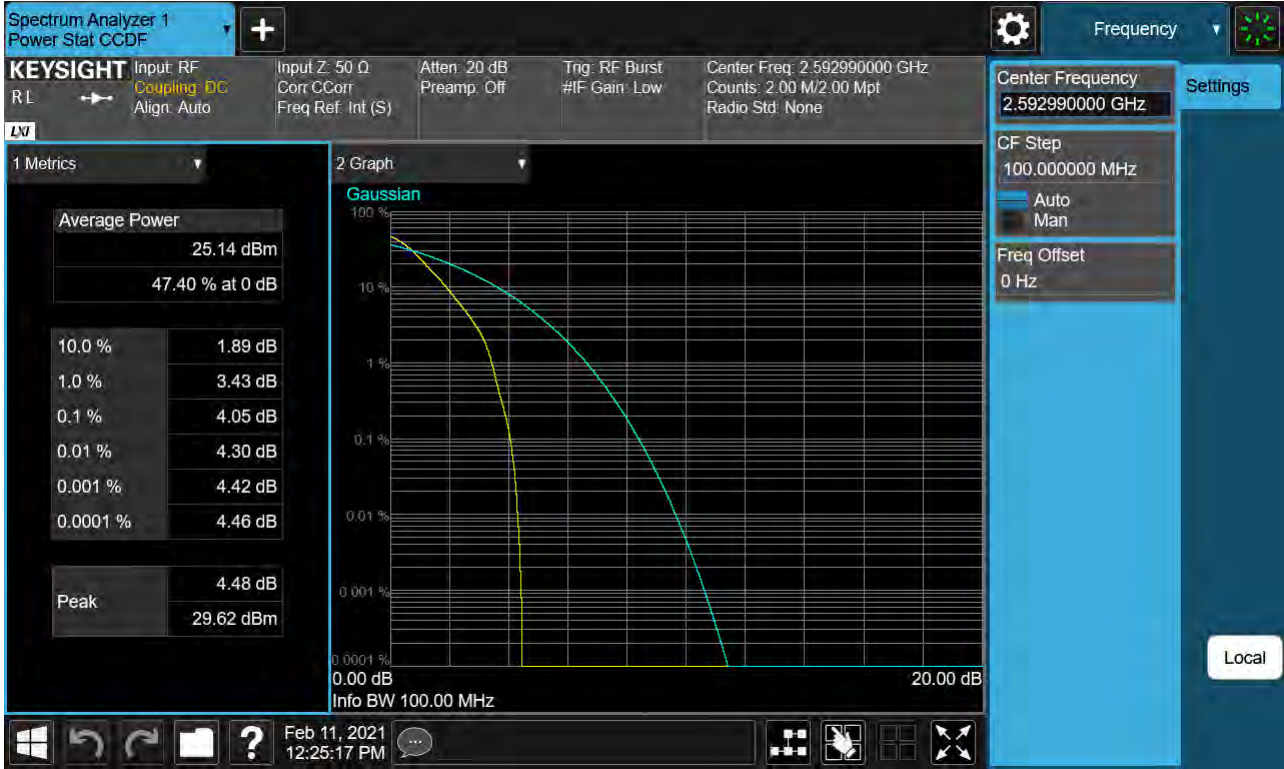 Spectrum Analyzer 1
Power Stat CCDF
+
Frequency
KEYSIGHT
RL
LXI
Input: RF
Coupling: DC
Align: Auto
Input Z: 50 Ω
Corr CCorr
Freq Ref: Int (S)
Atten: 20 dB
Preamp: Off
Trig: RF Burst
#IF Gain: Low
Center Freq: 2.592990000 GHz
Counts: 2.00 M/2.00 Mpt
Radio Std: None
Center Frequency
2.592990000 GHz
Settings
CF Step
100.000000 MHz
Auto
Man
Freq Offset
0 Hz
Local
1 Metrics
Average Power
25.14 dBm
47.40 % at 0 dB
10.0 % 1.89 dB
1.0 % 3.43 dB
0.1 % 4.05 dB
0.01 % 4.30 dB
0.001 % 4.42 dB
0.0001 % 4.46 dB
Peak
4.48 dB
29.62 dBm
2 Graph
Gaussian
100 %
10 %
1 %
0.1 %
0.01 %
0.001 %
0.0001 %
0.00 dB 20.00 dB
Info BW 100.00 MHz
?
Feb 11, 2021
12:25:17 PM